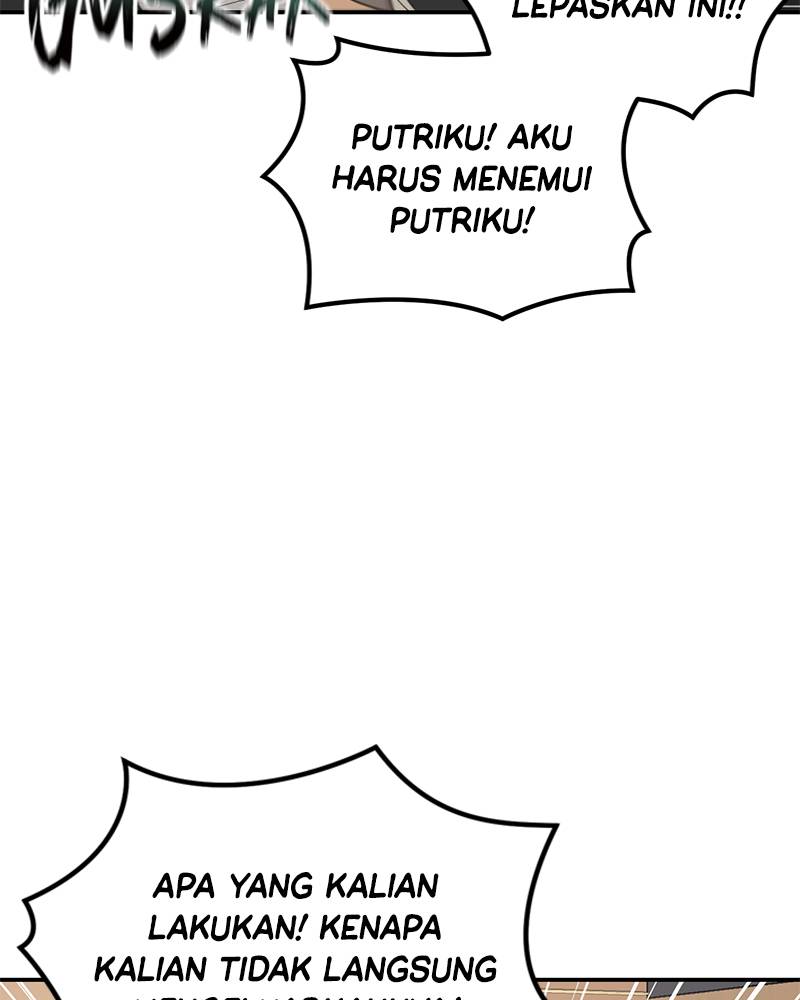 LEPASKAN INI!!
PUTRIKU! AKU
HARUS MENEMUI
PUTRIKU!
APA YANG KALIAN
LAKUKAN! KENAPA
KALIAN TIDAK LANGSUNG